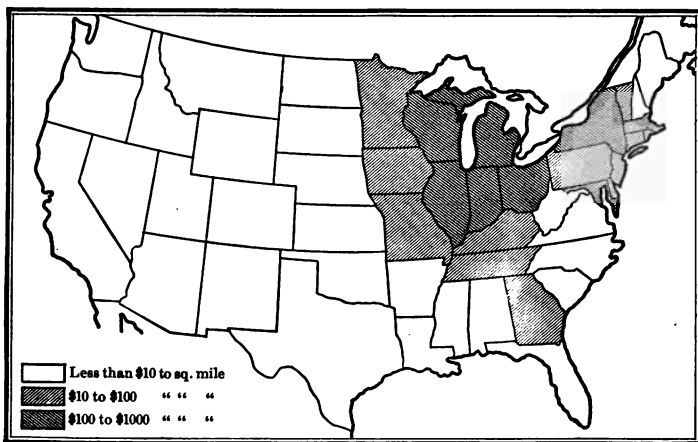 Less than $10 to sq. mile
$10 to $100 “ “ “
$100 to $1000 “ “ “